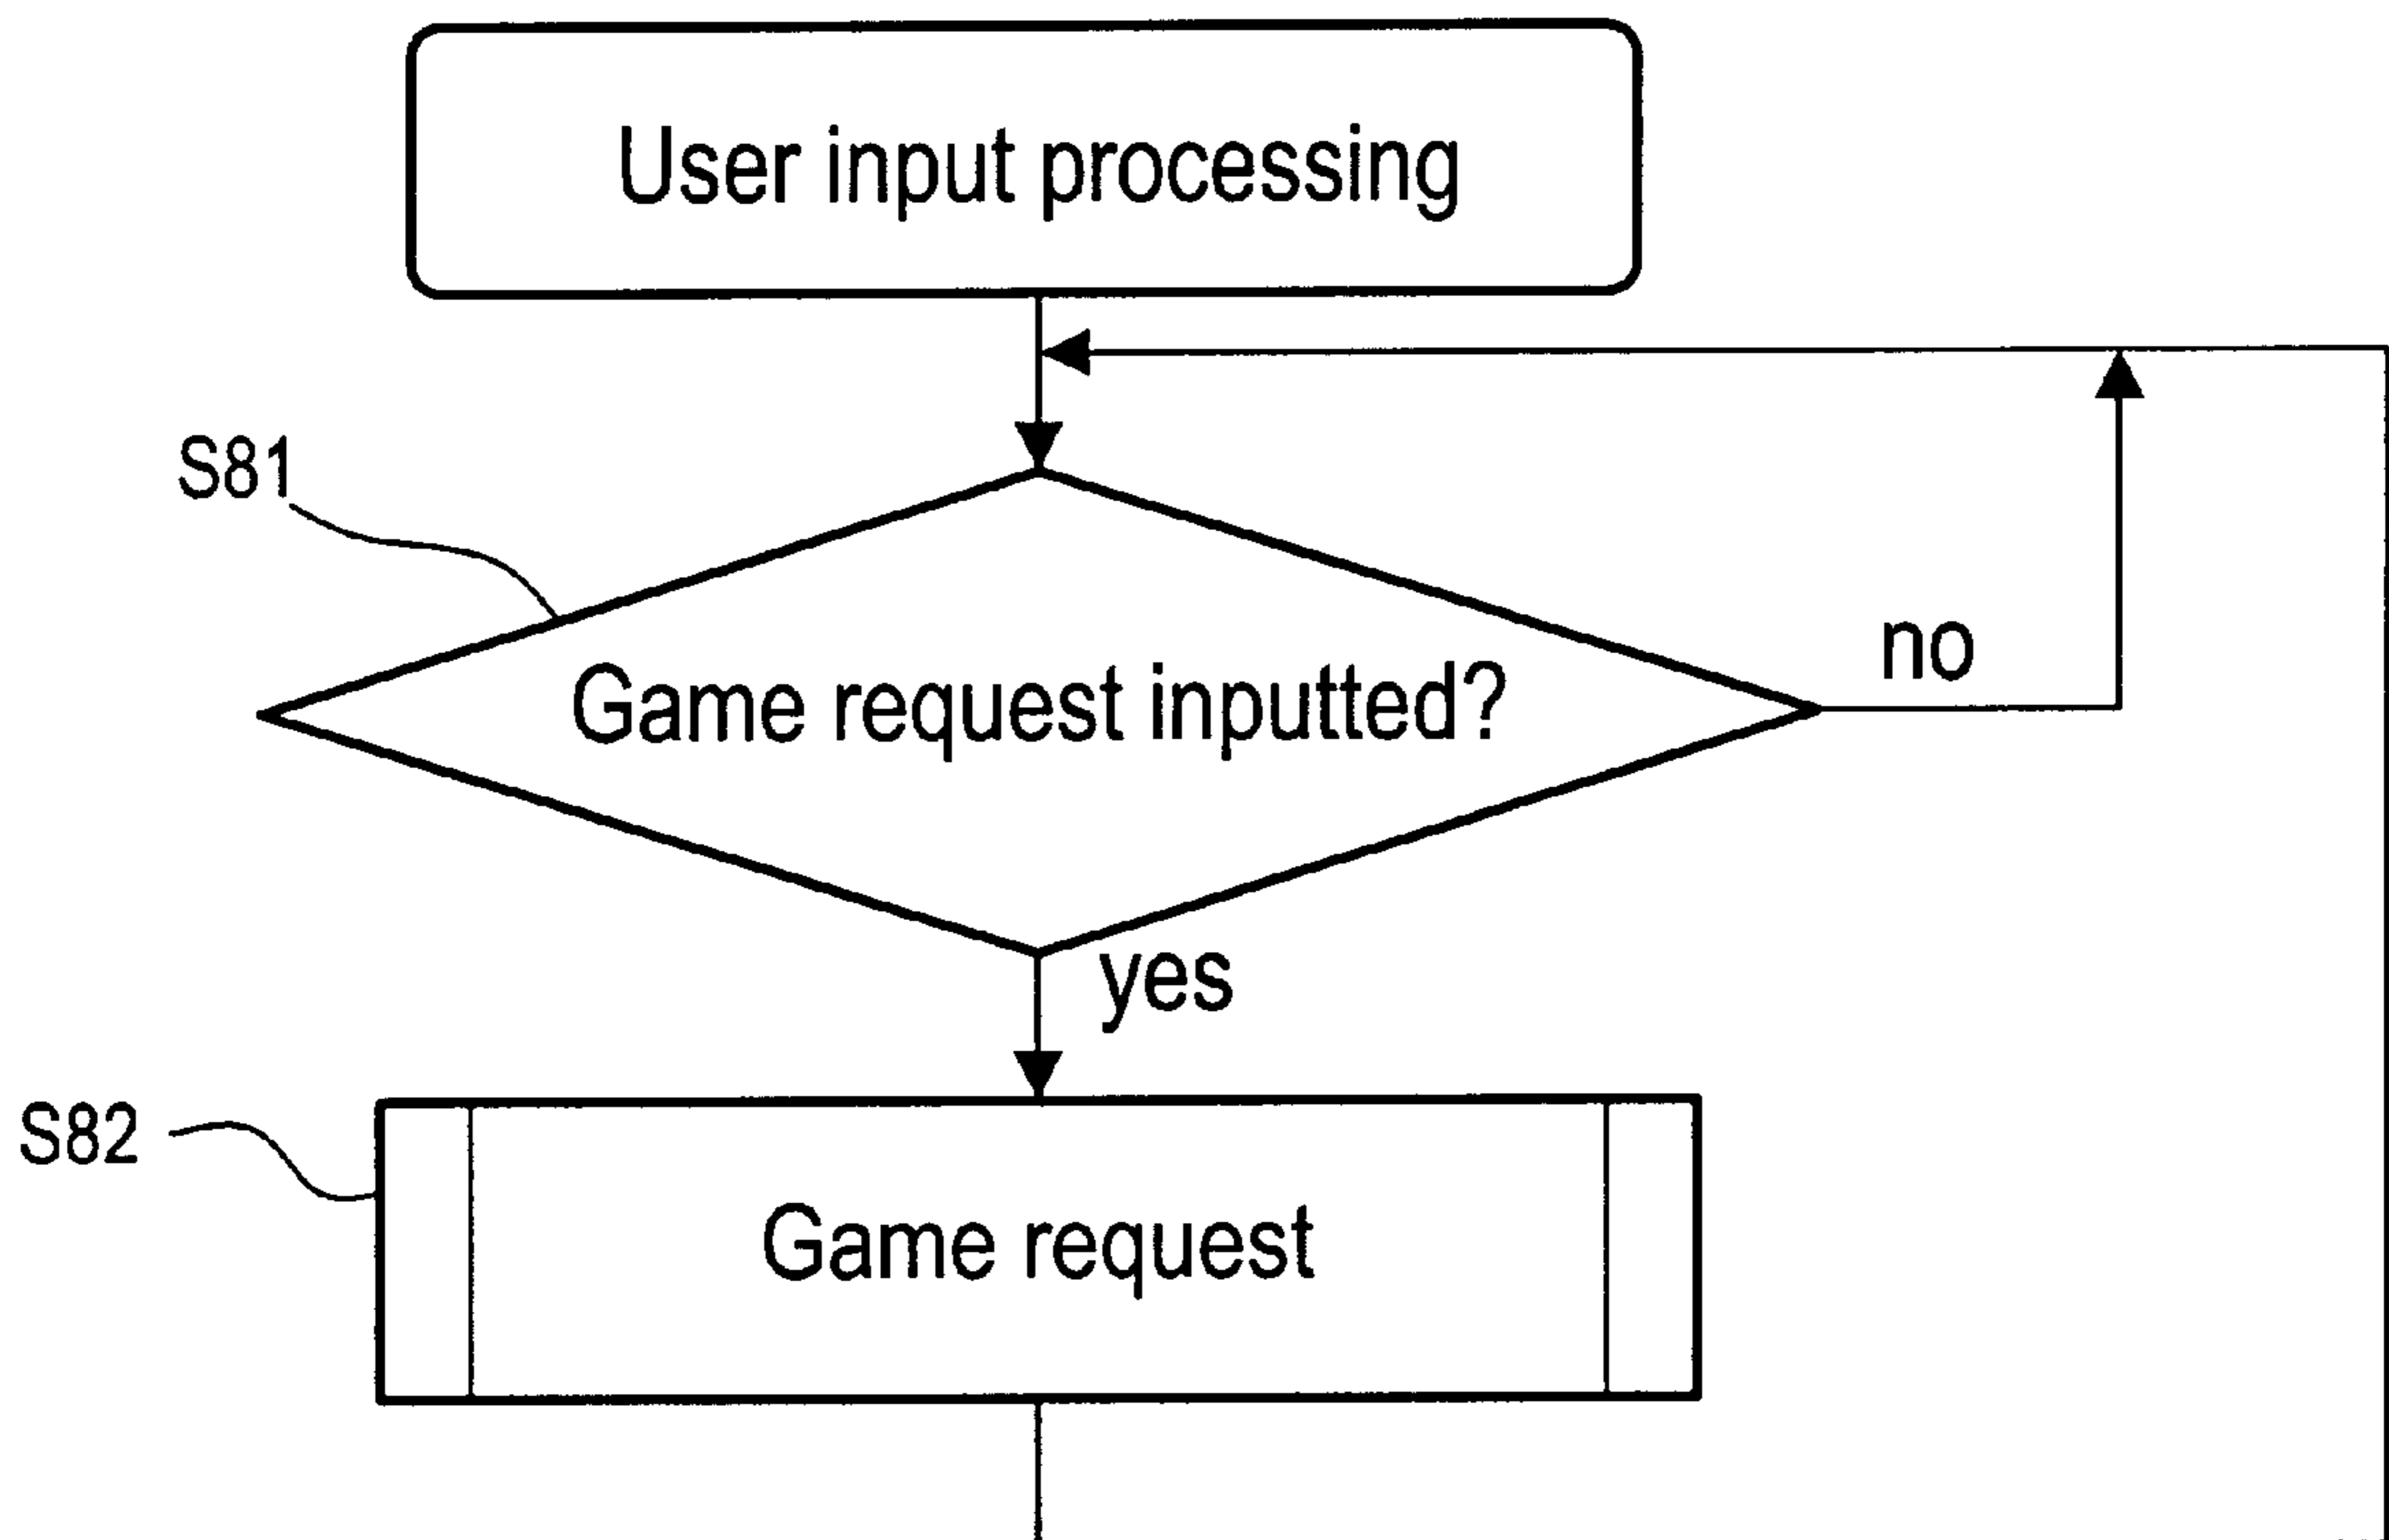 User input processing
S81
Game request inputted?
no
yes
S82
Game request